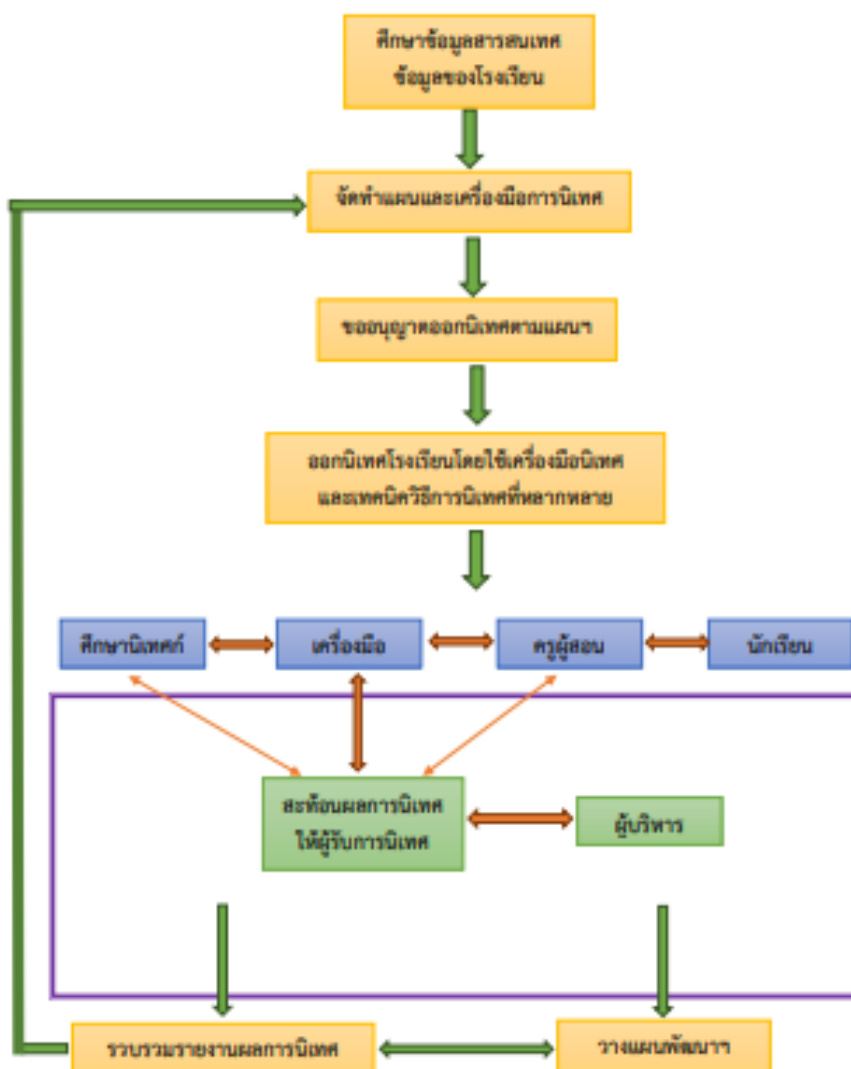 ศึกษาข้อมูลสารสนเทศ
ข้อมูลของโรงเรียน
จัดทำแผนและเครื่องมือการนิเทศ
ขออนุญาตออกนิเทศตามแผนฯ
ออกนิเทศโรงเรียนโดยใช้เครื่องมือนิเทศ
และเทคนิควิธีการนิเทศที่หลากหลาย
ศึกษานิเทศก์
เครื่องมือ
ครูผู้สอน
นักเรียน
สะท้อนผลการนิเทศ
ให้ผู้รับการนิเทศ
ผู้บริหาร
รวบรวมรายงานผลการนิเทศ
วางแผนพัฒนาฯ